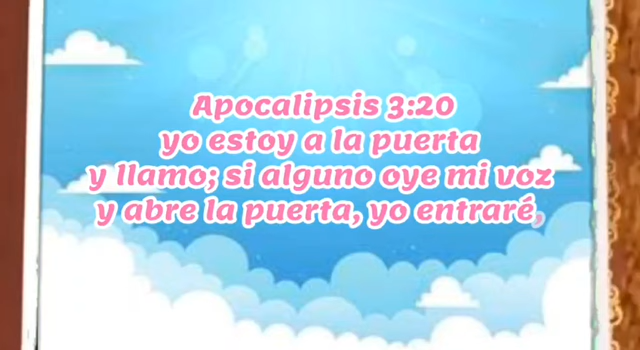 Apocalipsis 3:20
yo estoy a la puerta
y llamo; si alguno oye mi voz
y abre la puerta, yo entraré,